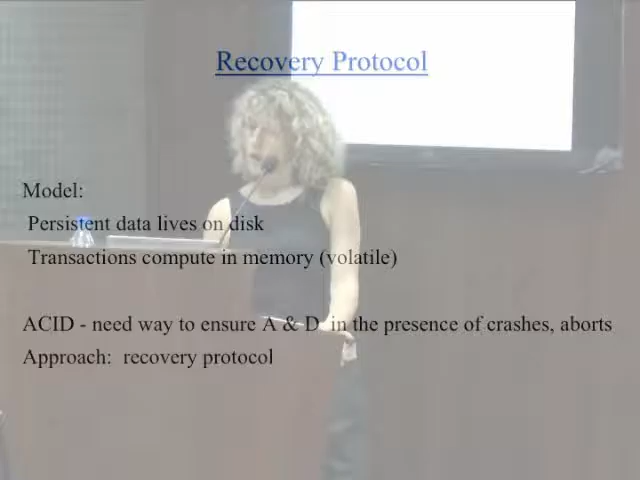 Recovery Protocol
Model:
Persistent data lives on disk
Transactions compute in memory (volatile)
ACID - need way to ensure A & D in the presence of crashes, aborts
Approach: recovery protocol